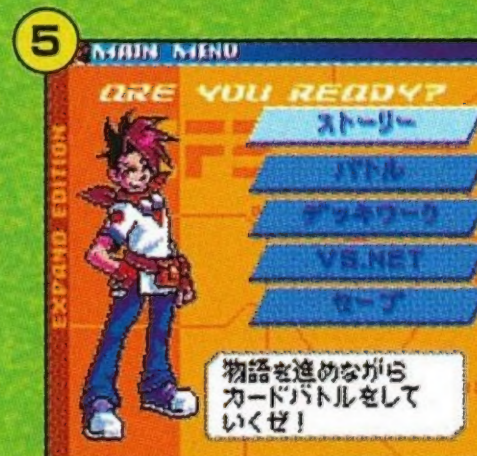 5
MAIN MENU
ARE YOU READY?
ストーリー
バトル
デッキワーク
VS.NET
セーブ
EXPAND EDITION
物語を進めながら
カードバトルをして
いくぜ！